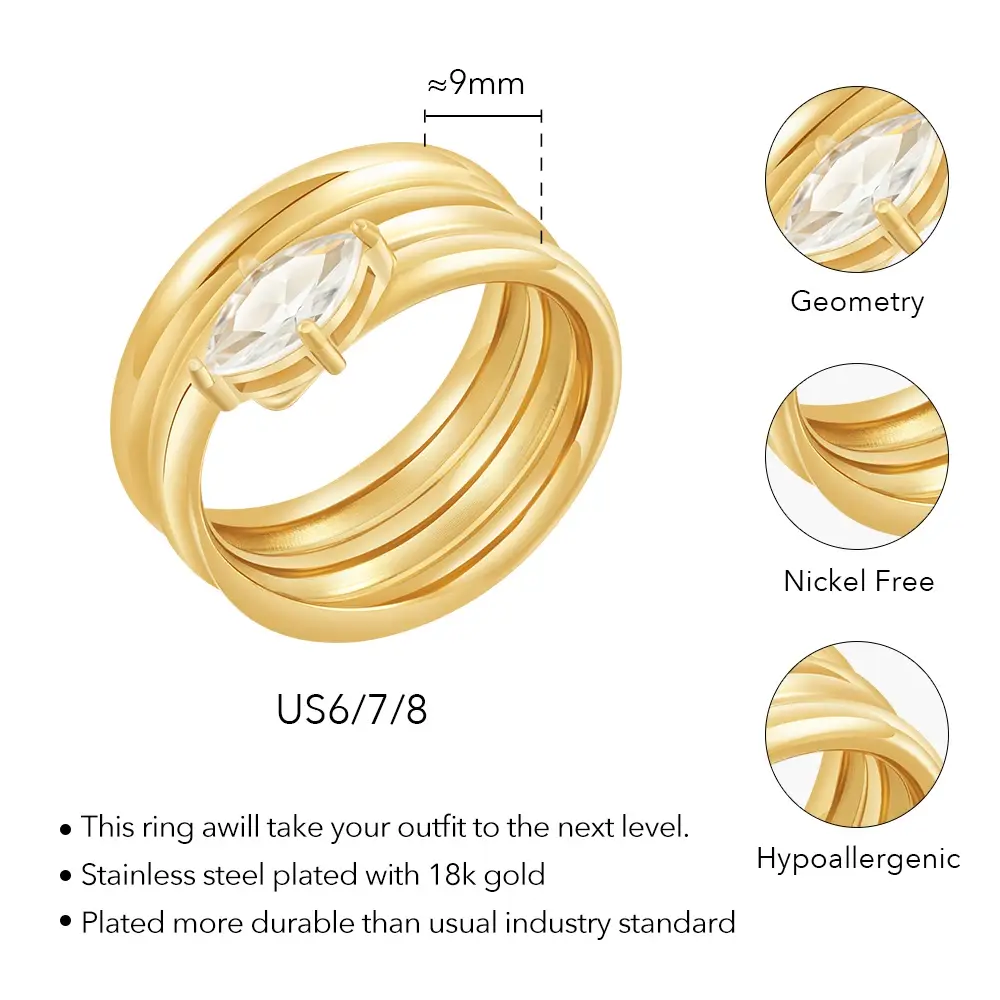 ≈9mm
Geometry
Nickel Free
US6/7/8
Hypoallergenic
• This ring awill take your outfit to the next level.
• Stainless steel plated with 18k gold
• Plated more durable than usual industry standard